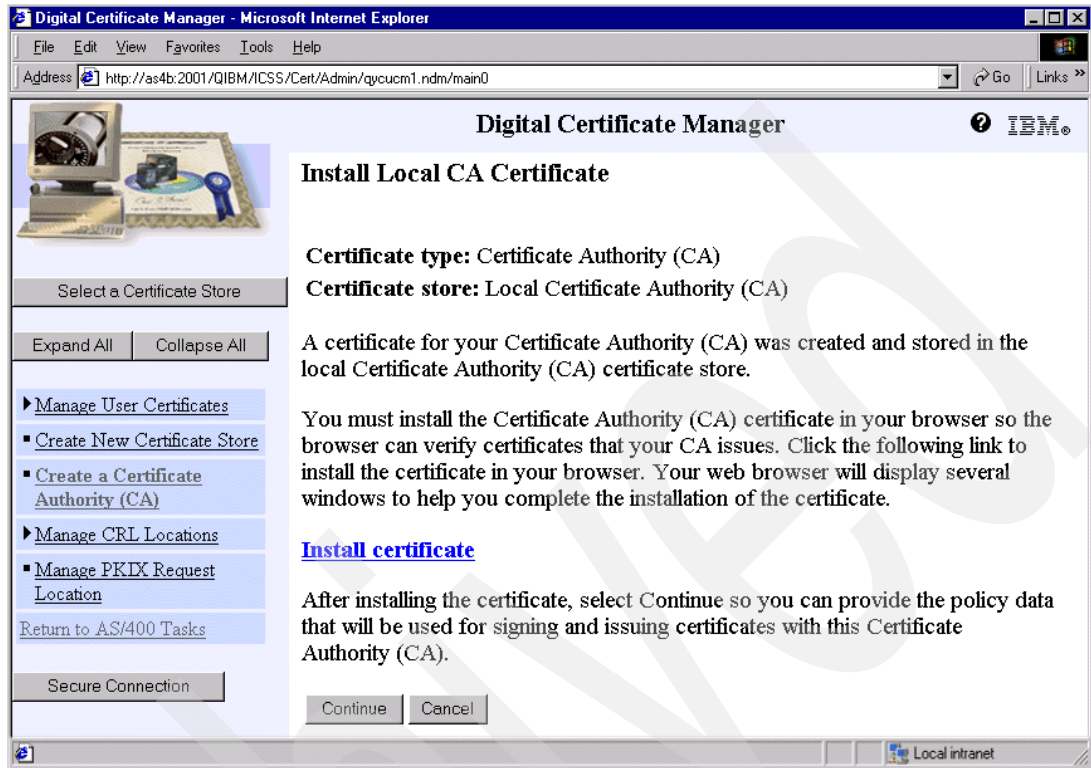 Digital Certificate Manager - Microsoft Internet Explorer
File Edit View Favorites Tools Help
Address http://as4b:2001/QIBM/ICSS/Cert/Admin/qycucm1.ndm/main0 Go Links »
Digital Certificate Manager
IBM®
Select a Certificate Store
Expand All Collapse All
Manage User Certificates
Create New Certificate Store
Create a Certificate
Authority (CA)
Manage CRL Locations
Manage PKIX Request
Location
Return to AS/400 Tasks
Secure Connection
Install Local CA Certificate
Certificate type: Certificate Authority (CA)
Certificate store: Local Certificate Authority (CA)
A certificate for your Certificate Authority (CA) was created and stored in the
local Certificate Authority (CA) certificate store.
You must install the Certificate Authority (CA) certificate in your browser so the
browser can verify certificates that your CA issues. Click the following link to
install the certificate in your browser. Your web browser will display several
windows to help you complete the installation of the certificate.
Install certificate
After installing the certificate, select Continue so you can provide the policy data
that will be used for signing and issuing certificates with this Certificate
Authority (CA).
Continue Cancel
Local intranet